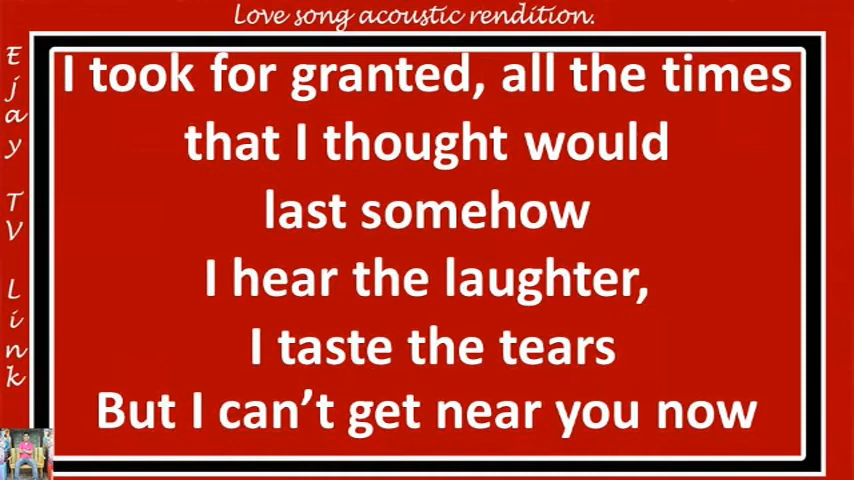 Love song acoustic rendition.
Ejay TV Link
I took for granted, all the times
that I thought would
last somehow
I hear the laughter,
I taste the tears
But I can’t get near you now